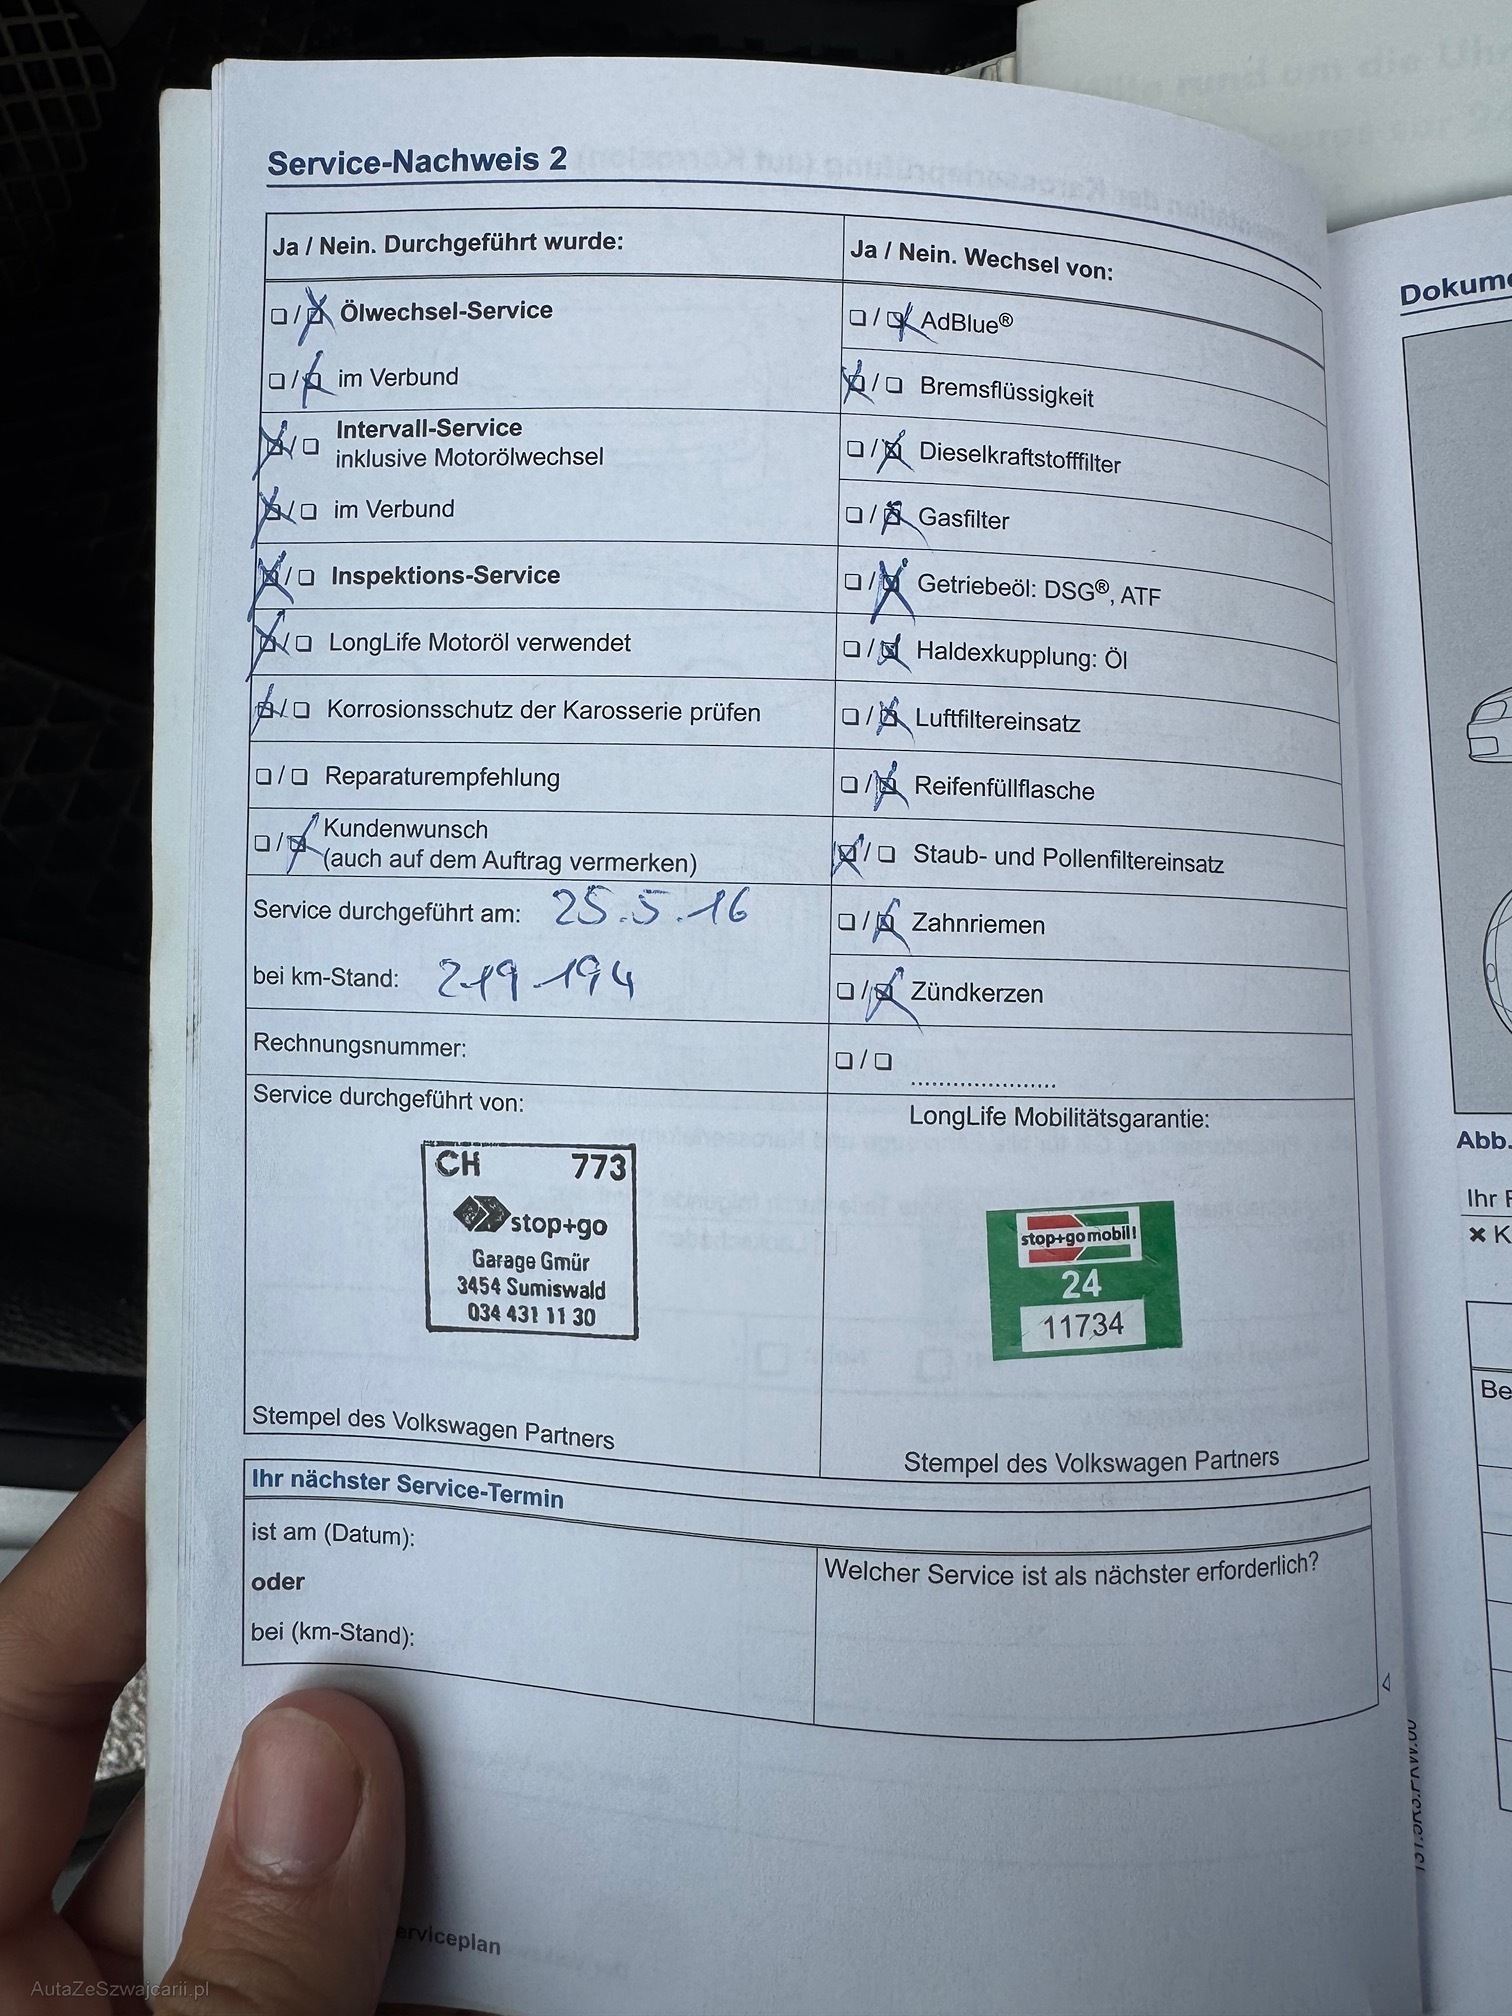 Service-Nachweis 2
Ja / Nein. Durchgeführt wurde:
Ölwechsel-Service
im Verbund
Intervall-Service
inklusive Motorölwechsel
im Verbund
Inspektions-Service
LongLife Motoröl verwendet
Korrosionsschutz der Karosserie prüfen
Reparaturempfehlung
Kundenwunsch
(auch auf dem Auftrag vermerken)
Service durchgeführt am: 25.5.16
bei km-Stand: 219.194
Rechnungsnummer:
Service durchgeführt von:
CH 773
stop+go
Garage Gmür
3454 Sumiswald
034 431 11 30
Stempel des Volkswagen Partners
Ja / Nein. Wechsel von:
AdBlue®
Bremsflüssigkeit
Dieselkraftstofffilter
Gasfilter
Getriebeöl: DSG®, ATF
Haldexkupplung: Öl
Luftfiltereinsatz
Reifenfüllflasche
Staub- und Pollenfiltereinsatz
Zahnriemen
Zündkerzen
LongLife Mobilitätsgarantie:
stop+go mobil!
24
11734
Stempel des Volkswagen Partners
Ihr nächster Service-Termin
ist am (Datum):
oder
bei (km-Stand):
Welcher Service ist als nächster erforderlich?
erviceplan
Dokume
Abb.
Ihr F
K
Be
AutaZeSzwajcarii.pl